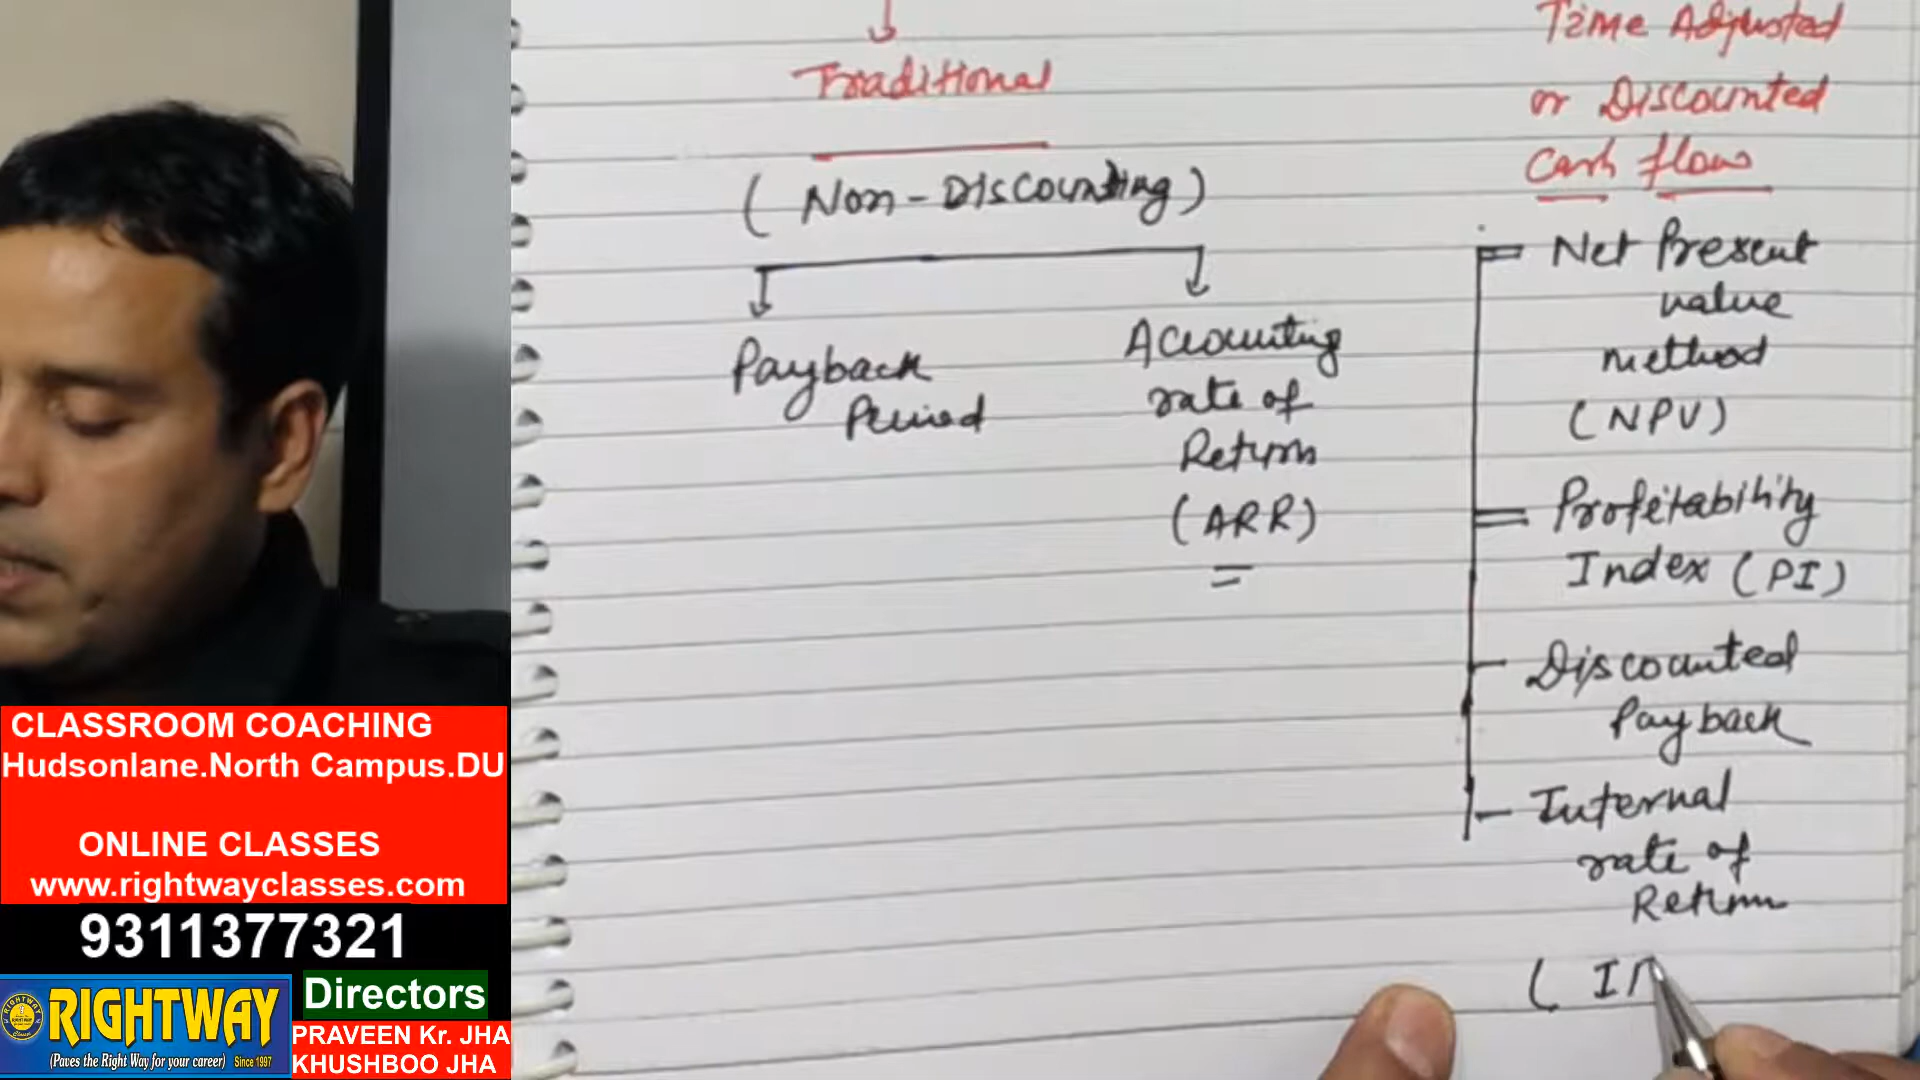 Traditional
( Non-Discounting )
Payback
Period
Accounting
rate of
Return
(ARR)
Time Adjusted
or Discounted
Cash flow
Net Present
value
method
(NPV)
Profitability
Index (PI)
Discounted
Payback
Internal
rate of
Return
( I
CLASSROOM COACHING
Hudsonlane.North Campus.DU
ONLINE CLASSES
www.rightwayclasses.com
9311377321
RIGHTWAY
(Paves the Right Way for your career) Since 1997
Directors
PRAVEEN Kr. JHA
KHUSHBOO JHA